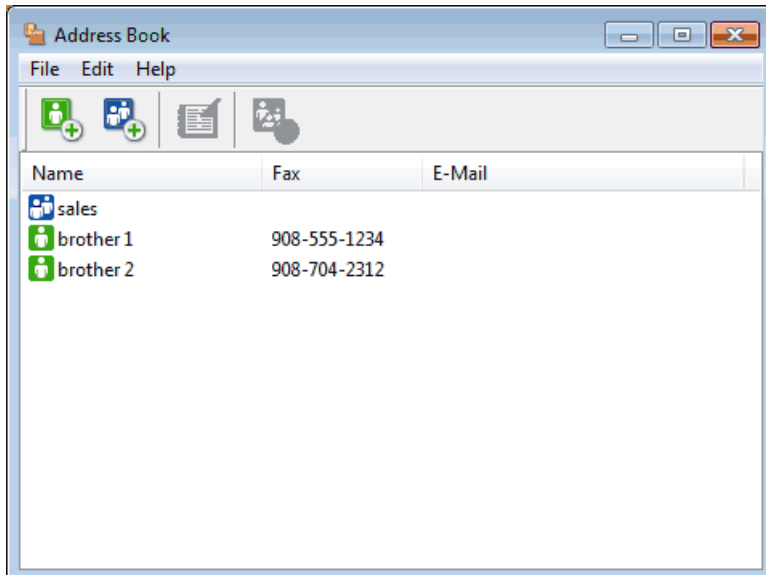 Address Book
File Edit Help
Name Fax E-Mail
sales
brother 1 908-555-1234
brother 2 908-704-2312